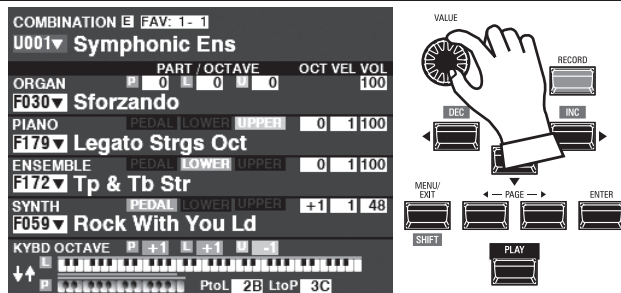 COMBINATION E FAV: 1- 1
U001▼ Symphonic Ens
PART / OCTAVE OCT VEL VOL
ORGAN P 0 L 0 U 0 100
F030▼ Sforzando
PIANO PEDAL LOWER UPPER 0 1 100
F179▼ Legato Strgs Oct
ENSEMBLE PEDAL LOWER UPPER 0 1 100
F172▼ Tp & Tb Str
SYNTH PEDAL LOWER UPPER +1 1 48
F059▼ Rock With You Ld
KYBD OCTAVE P +1 L +1 U -1
L
P PtoL 2B LtoP 3C
VALUE
RECORD
DEC INC
MENU/
EXIT
PAGE
ENTER
SHIFT
PLAY